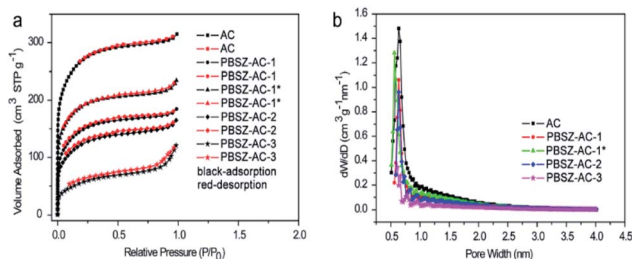 a
Volume Adsorbed (cm³ STP g⁻¹)
300
200
100
0
0.0 0.5 1.0 1.5 2.0
Relative Pressure (P/P₀)
AC
AC
PBSZ-AC-1
PBSZ-AC-1
PBSZ-AC-1*
PBSZ-AC-1*
PBSZ-AC-2
PBSZ-AC-2
PBSZ-AC-3
PBSZ-AC-3
black-adsorption
red-desorption
b
dW/dD (cm³g⁻¹nm⁻¹)
1.6
1.4
1.2
1.0
0.8
0.6
0.4
0.2
0.0
0.0 0.5 1.0 1.5 2.0 2.5 3.0 3.5 4.0 4.5
Pore Width (nm)
AC
PBSZ-AC-1
PBSZ-AC-1*
PBSZ-AC-2
PBSZ-AC-3